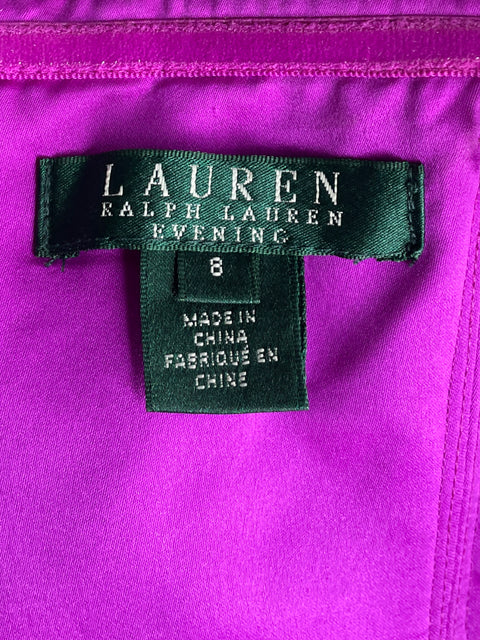 LAUREN
RALPH LAUREN
EVENING
8
MADE IN
CHINA
FABRIQUÉ EN
CHINE